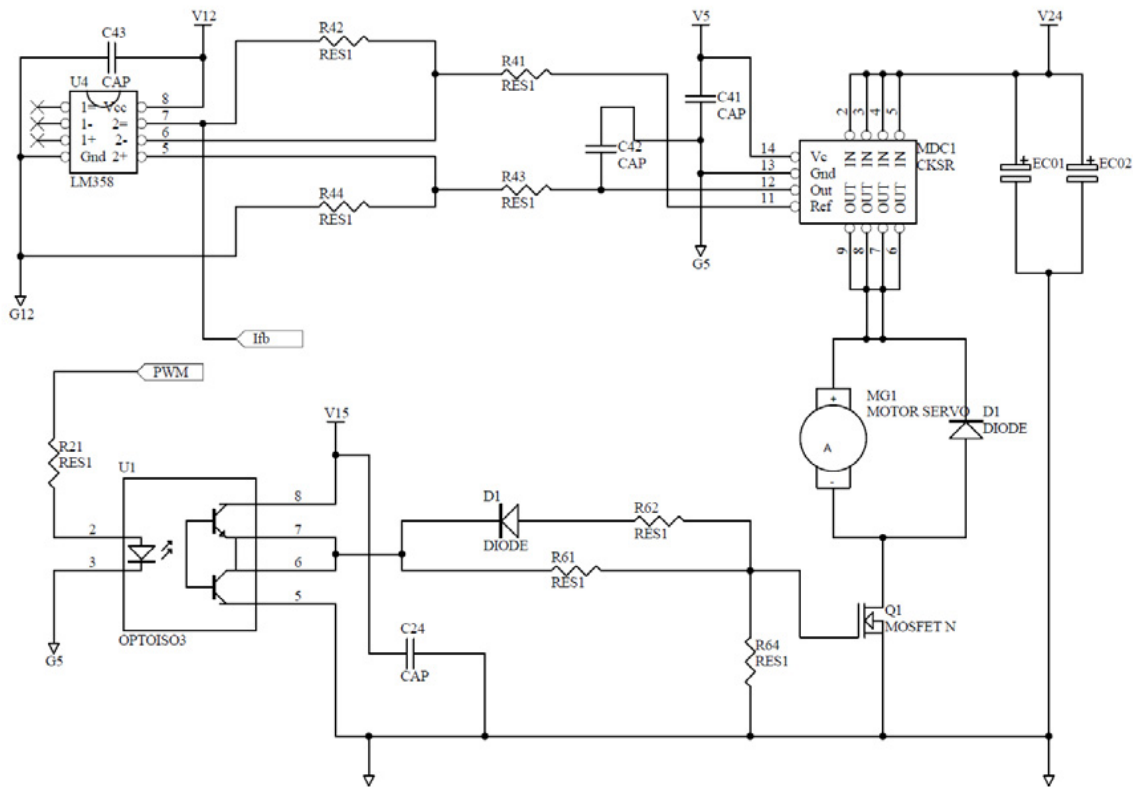 V12
C43
CAP
U4
1=
Vcc
8
1-
2=
7
1+
2-
6
Gnd
2+
5
LM358
G12
R42
RES1
R41
RES1
R44
RES1
R43
RES1
C42
CAP
V5
C41
CAP
G5
14
Vc
13
Gnd
12
Out
11
Ref
2
3
4
5
IN
IN
IN
IN
OUT
OUT
OUT
OUT
9
8
7
6
MDC1
CKSR
V24
EC01
EC02
Ifb
PWM
R21
RES1
U1
2
3
8
7
6
5
OPTOISO3
G5
V15
C24
CAP
D1
DIODE
R62
RES1
R61
RES1
R64
RES1
Q1
MOSFET N
MG1
MOTOR SERVO
+
A
-
D1
DIODE